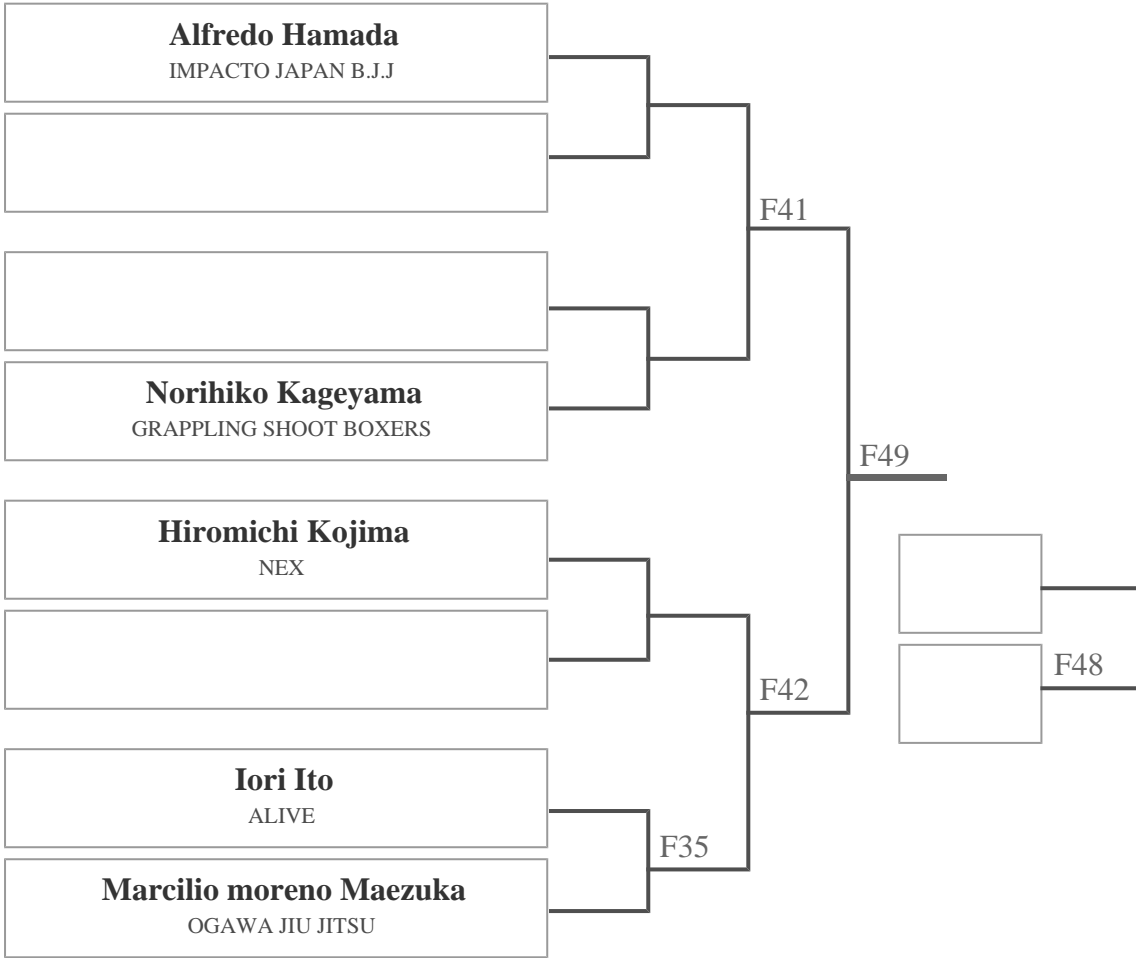 Alfredo Hamada
IMPACTO JAPAN B.J.J
F41
Norihiko Kageyama
GRAPPLING SHOOT BOXERS
F49
Hiromichi Kojima
NEX
F48
F42
Iori Ito
ALIVE
F35
Marcilio moreno Maezuka
OGAWA JIU JITSU